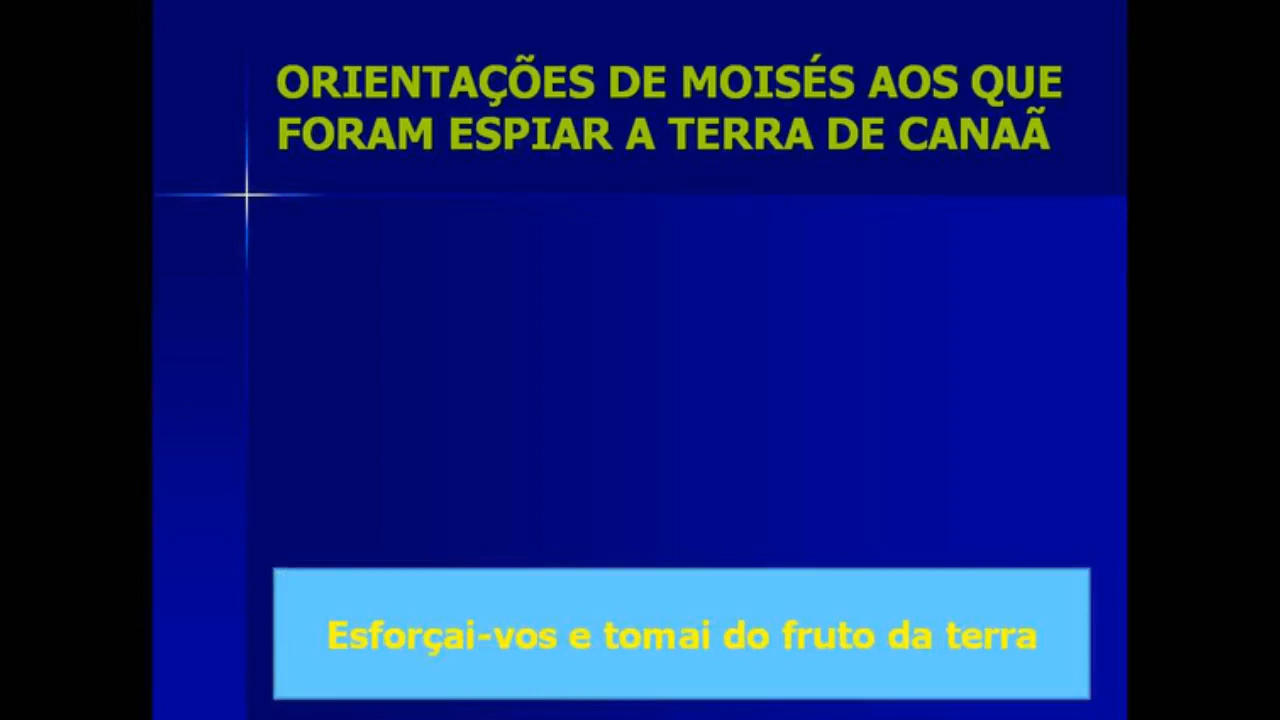 ORIENTAÇÕES DE MOISÉS AOS QUE
FORAM ESPIAR A TERRA DE CANAÃ
Esforçai-vos e tomai do fruto da terra